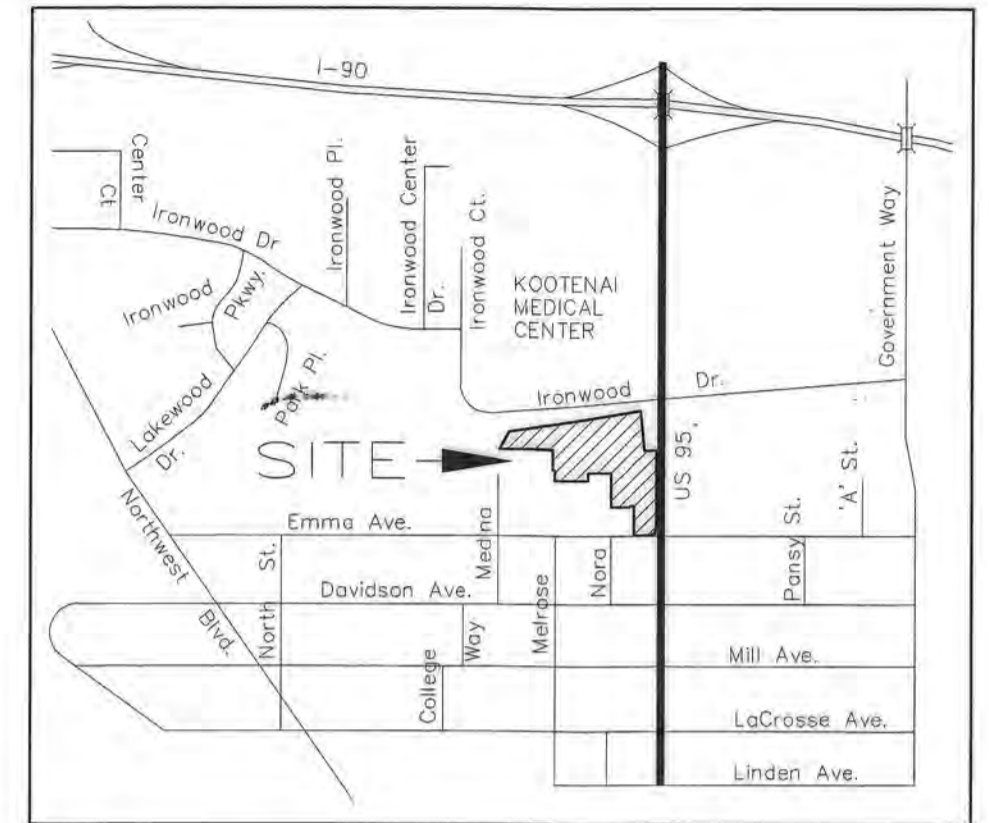 I-90
Center
Ct
Ironwood Dr
Ironwood Pl.
Ironwood Center
Dr.
Ironwood Ct.
KOOTENAI
MEDICAL
CENTER
Government Way
Ironwood
Pkwy.
Park Pl.
Lakewood
Dr.
Ironwood Dr.
SITE
US 95.
'A' St.
Northwest
Blvd.
Emma Ave.
Medina
North St.
Davidson Ave.
Melrose
Nora
Pansy St.
College Way
Mill Ave.
LaCrosse Ave.
Linden Ave.